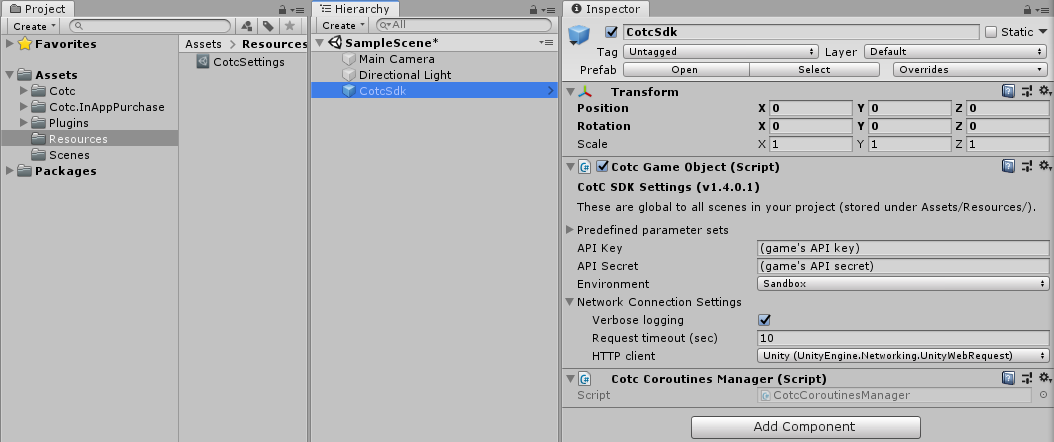 Project
Create
Favorites
Assets
Cotc
Cotc.InAppPurchase
Plugins
Resources
Scenes
Packages
Assets > Resources
CotcSettings
Hierarchy
Create
All
SampleScene*
Main Camera
Directional Light
CotcSdk
Inspector
CotcSdk
Static
Tag Untagged Layer Default
Prefab Open Select Overrides
Transform
Position X 0 Y 0 Z 0
Rotation X 0 Y 0 Z 0
Scale X 1 Y 1 Z 1
Cotc Game Object (Script)
CotC SDK Settings (v1.4.0.1)
These are global to all scenes in your project (stored under Assets/Resources/).
Predefined parameter sets
API Key (game's API key)
API Secret (game's API secret)
Environment Sandbox
Network Connection Settings
Verbose logging
Request timeout (sec) 10
HTTP client Unity (UnityEngine.Networking.UnityWebRequest)
Cotc Coroutines Manager (Script)
Script CotcCoroutinesManager
Add Component